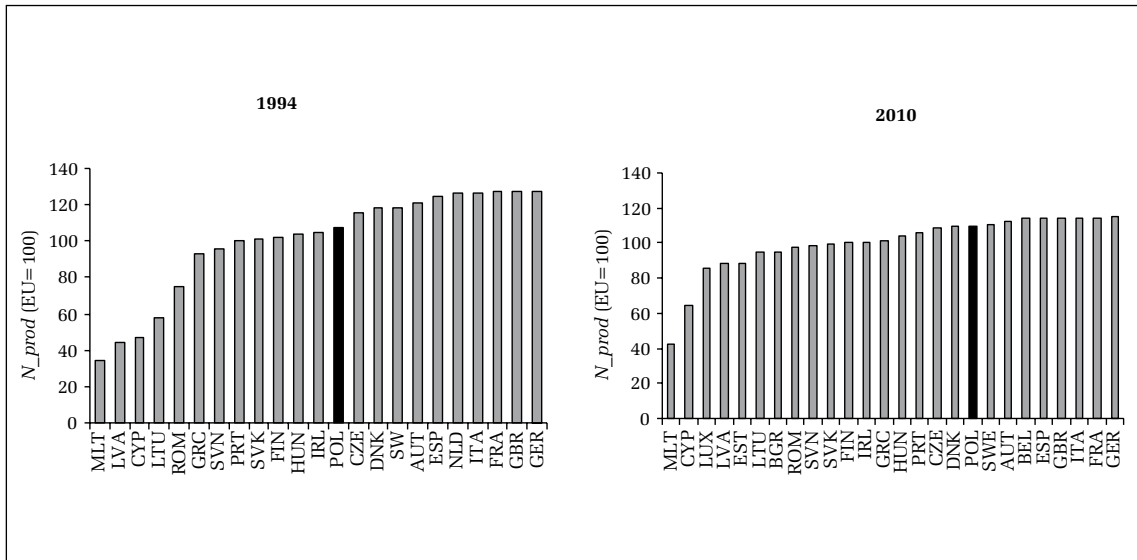 1994
N_prod (EU=100)
140
120
100
80
60
40
20
0
MLT
LVA
CYP
LTU
ROM
GRC
SVN
PRT
SVK
FIN
HUN
IRL
POL
CZE
DNK
SW
AUT
ESP
NLD
ITA
FRA
GBR
GER
2010
N_prod (EU=100)
140
120
100
80
60
40
20
0
MLT
CYP
LUX
LVA
EST
LTU
BGR
ROM
SVN
SVK
FIN
IRL
GRC
HUN
PRT
CZE
DNK
POL
SWE
AUT
BEL
ESP
GBR
ITA
FRA
GER